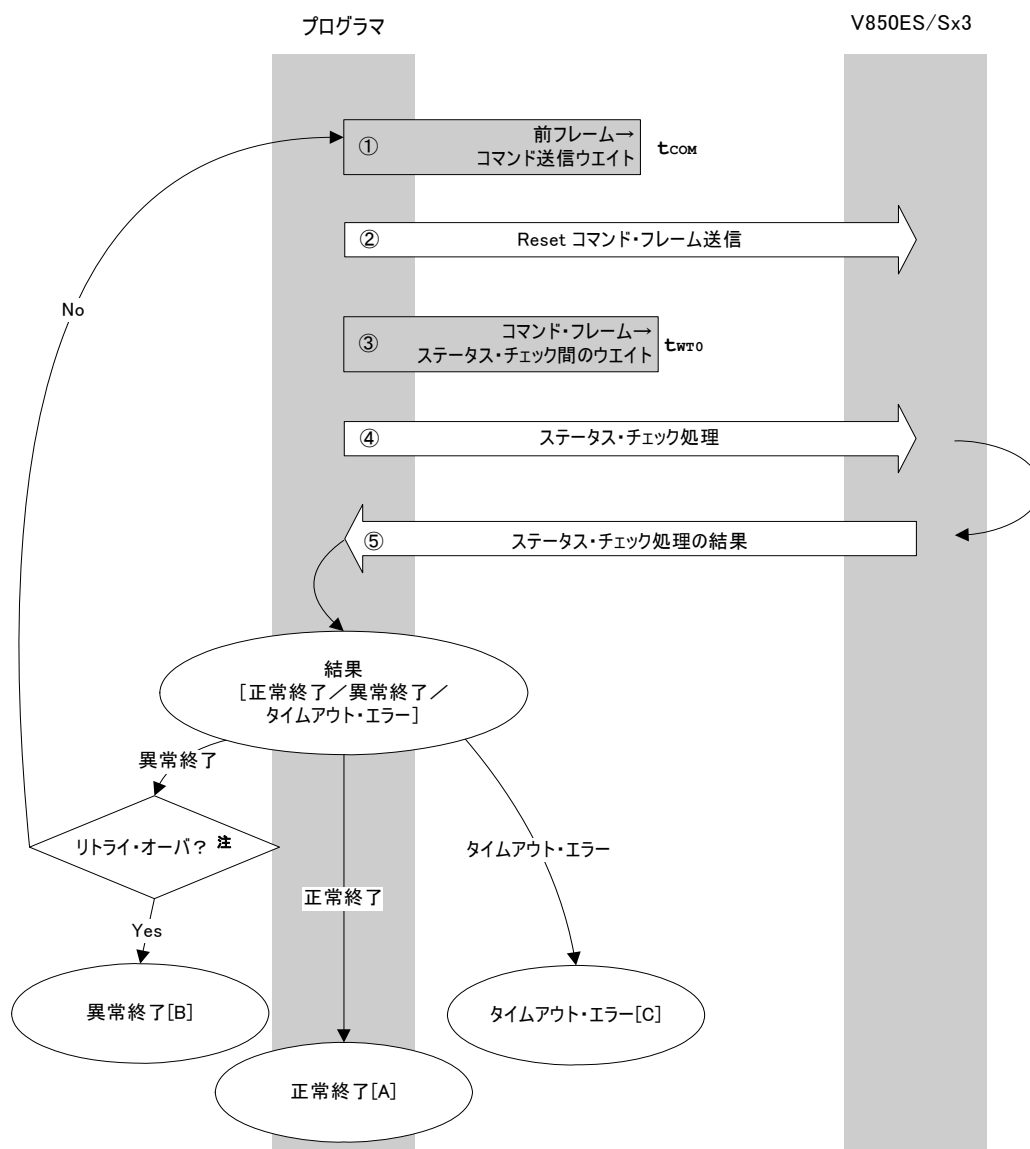 プログラマ
V850ES/Sx3
① 前フレーム→
コマンド送信ウエイト
tCOM
② Reset コマンド・フレーム送信
No
③ コマンド・フレーム→
ステータス・チェック間のウエイト
tWT0
④ ステータス・チェック処理
⑤ ステータス・チェック処理の結果
結果
[正常終了/異常終了/
タイムアウト・エラー]
異常終了
リトライ・オーバ? 注
タイムアウト・エラー
正常終了
Yes
異常終了[B]
タイムアウト・エラー[C]
正常終了[A]